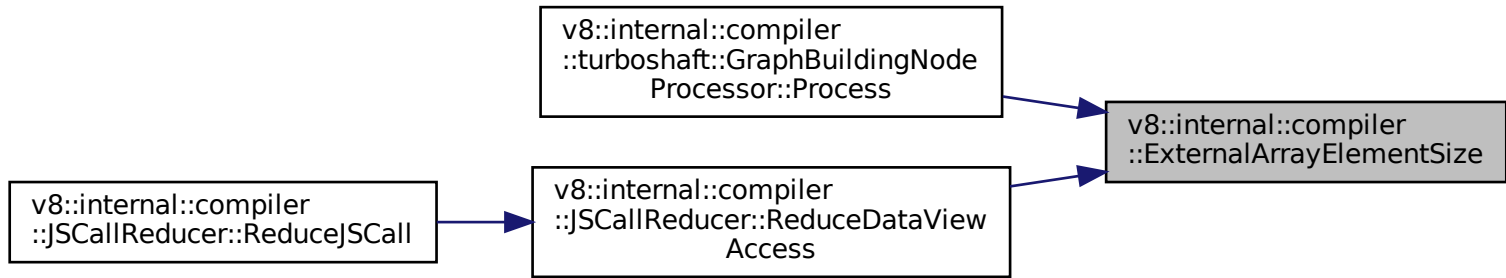 v8::internal::compiler
::turboshaft::GraphBuildingNode
Processor::Process
v8::internal::compiler
::ExternalArrayElementSize
v8::internal::compiler
::JSCallReducer::ReduceDataView
Access
v8::internal::compiler
::JSCallReducer::ReduceJSCall